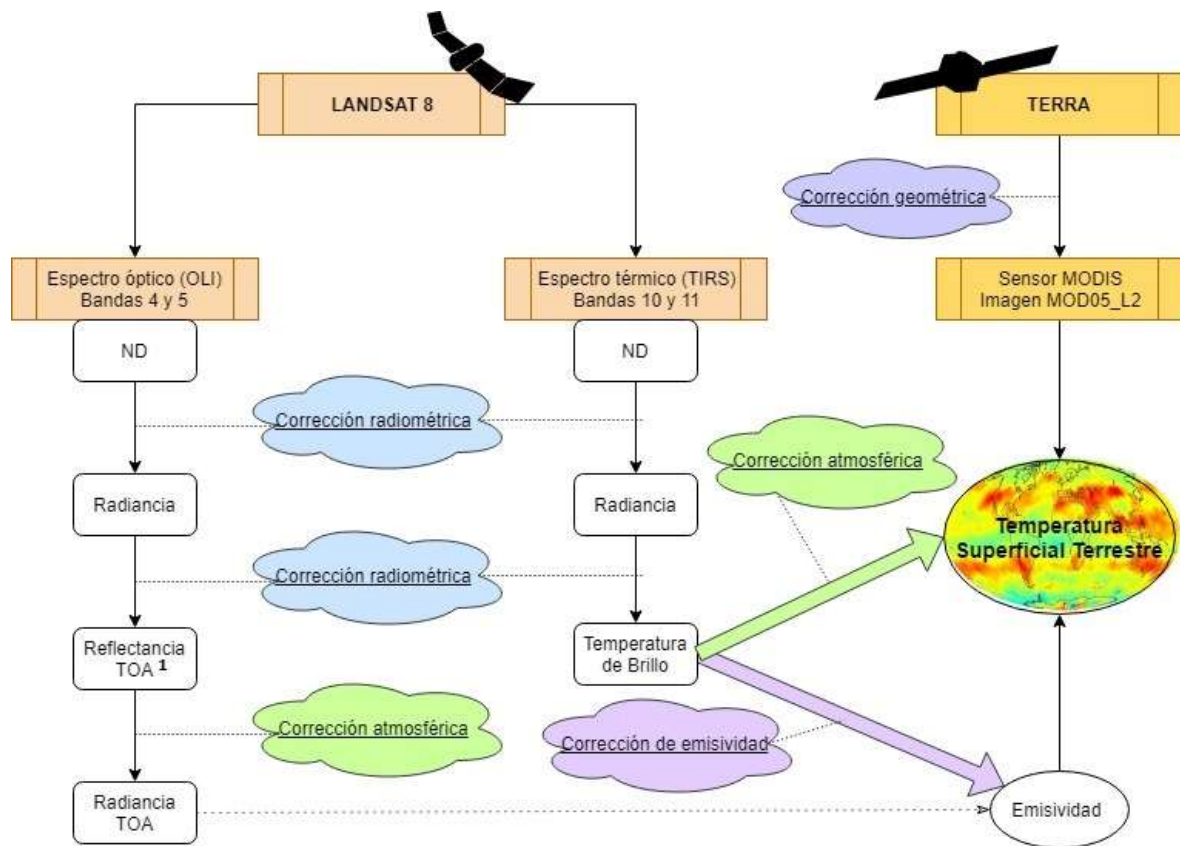 LANDSAT 8
TERRA
Corrección geométrica
Espectro óptico (OLI)
Bandas 4 y 5
Espectro térmico (TIRS)
Bandas 10 y 11
Sensor MODIS
Imagen MOD05_L2
ND
ND
Corrección radiométrica
Corrección atmosférica
Radiancia
Radiancia
Temperatura
Superficial Terrestre
Corrección radiométrica
Reflectancia
TOA 1
Temperatura
de Brillo
Corrección atmosférica
Corrección de emisividad
Radiancia
TOA
Emisividad